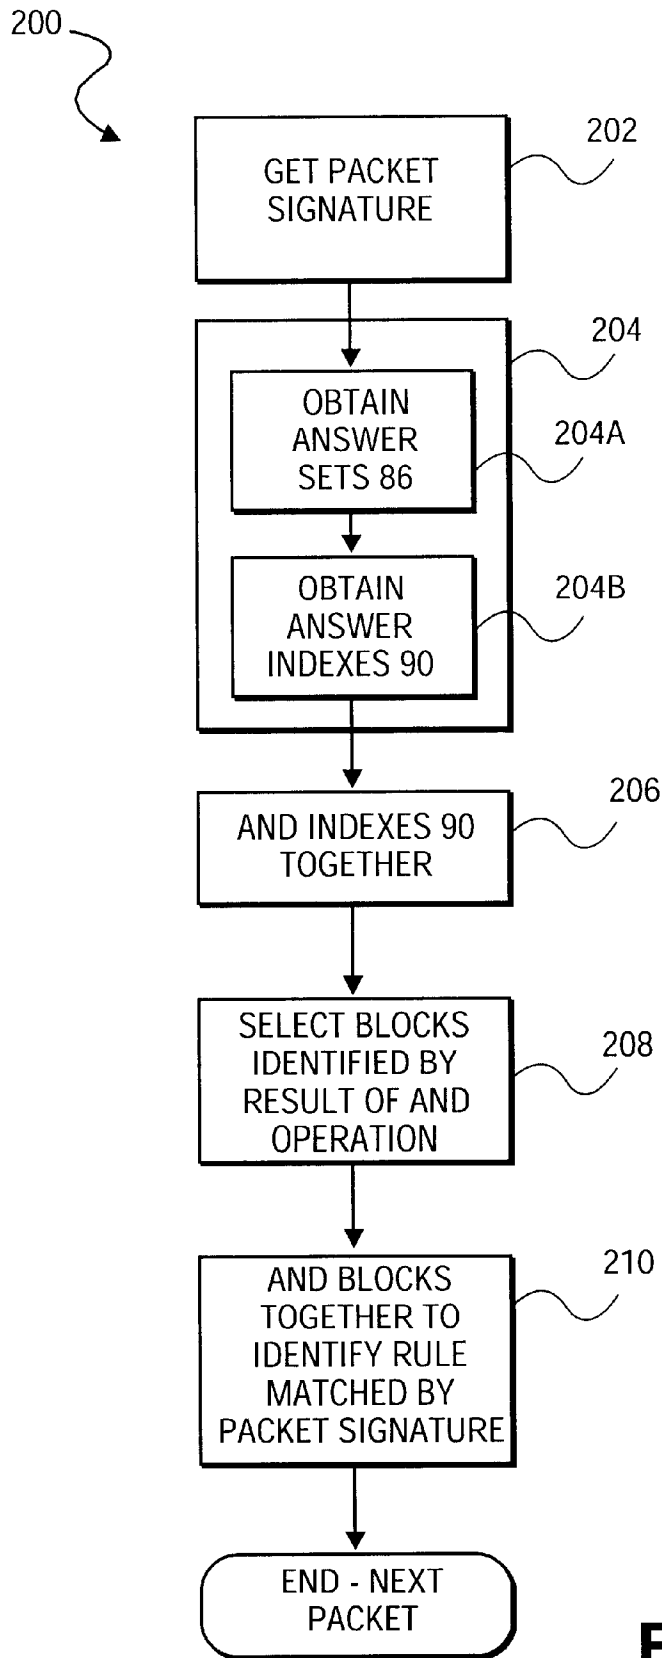 200
GET PACKET
SIGNATURE
202
204
OBTAIN
ANSWER
SETS 86
204A
OBTAIN
ANSWER
INDEXES 90
204B
AND INDEXES 90
TOGETHER
206
SELECT BLOCKS
IDENTIFIED BY
RESULT OF AND
OPERATION
208
AND BLOCKS
TOGETHER TO
IDENTIFY RULE
MATCHED BY
PACKET SIGNATURE
210
END - NEXT
PACKET